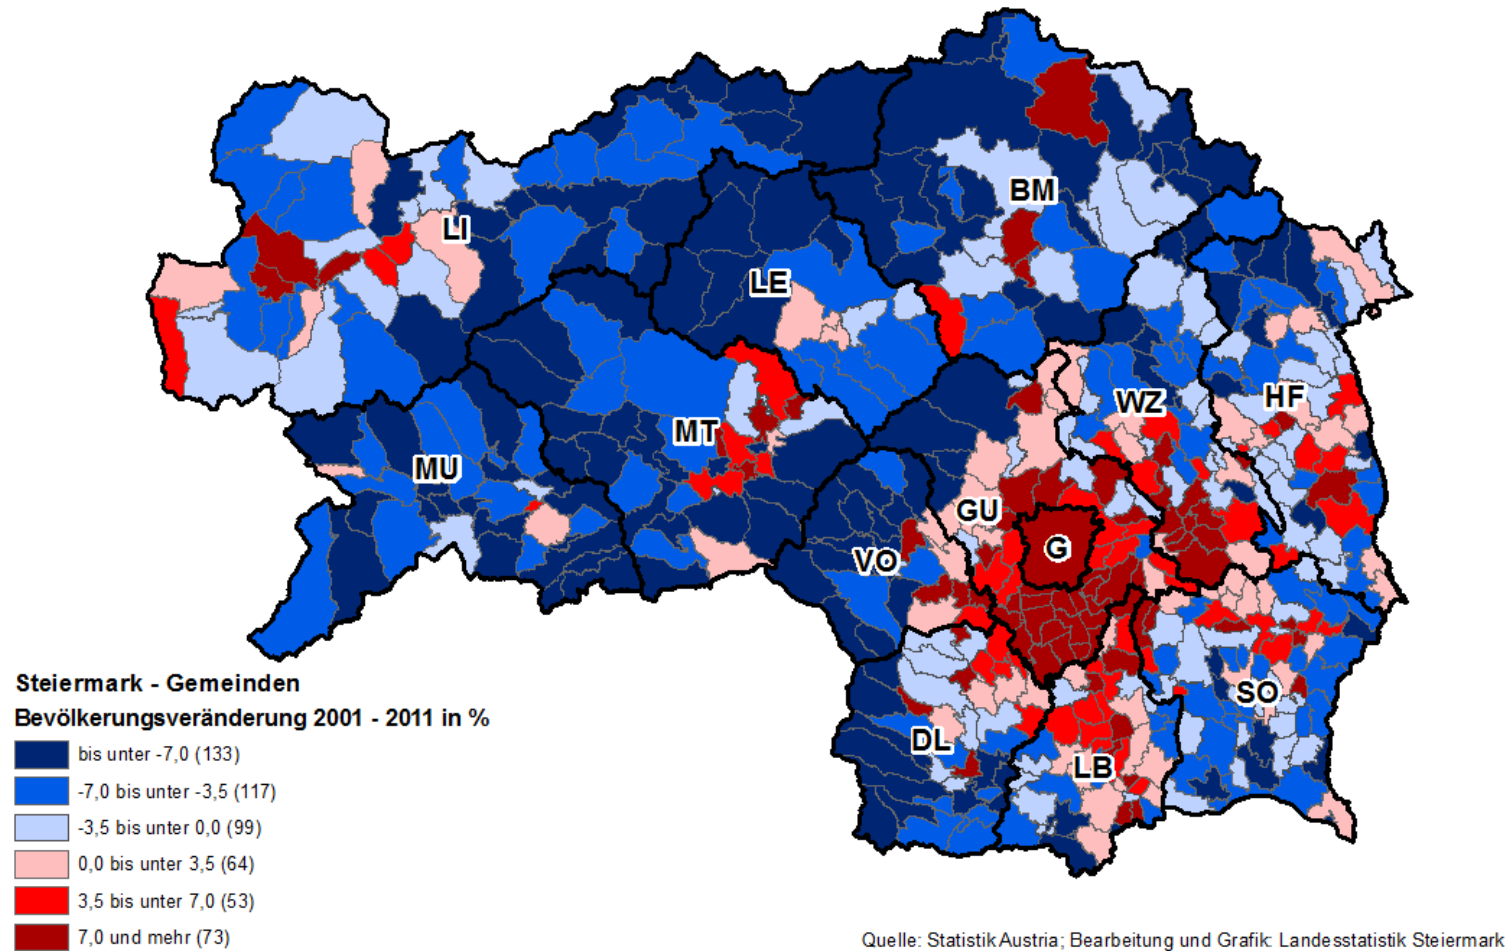 BM
LI
LE
HF
WZ
MT
MU
GU
G
VO
SO
DL
LB
Steiermark - Gemeinden
Bevölkerungsveränderung 2001 - 2011 in %
bis unter -7,0 (133)
-7,0 bis unter -3,5 (117)
-3,5 bis unter 0,0 (99)
0,0 bis unter 3,5 (64)
3,5 bis unter 7,0 (53)
7,0 und mehr (73)
Quelle: Statistik Austria; Bearbeitung und Grafik: Landesstatistik Steiermark